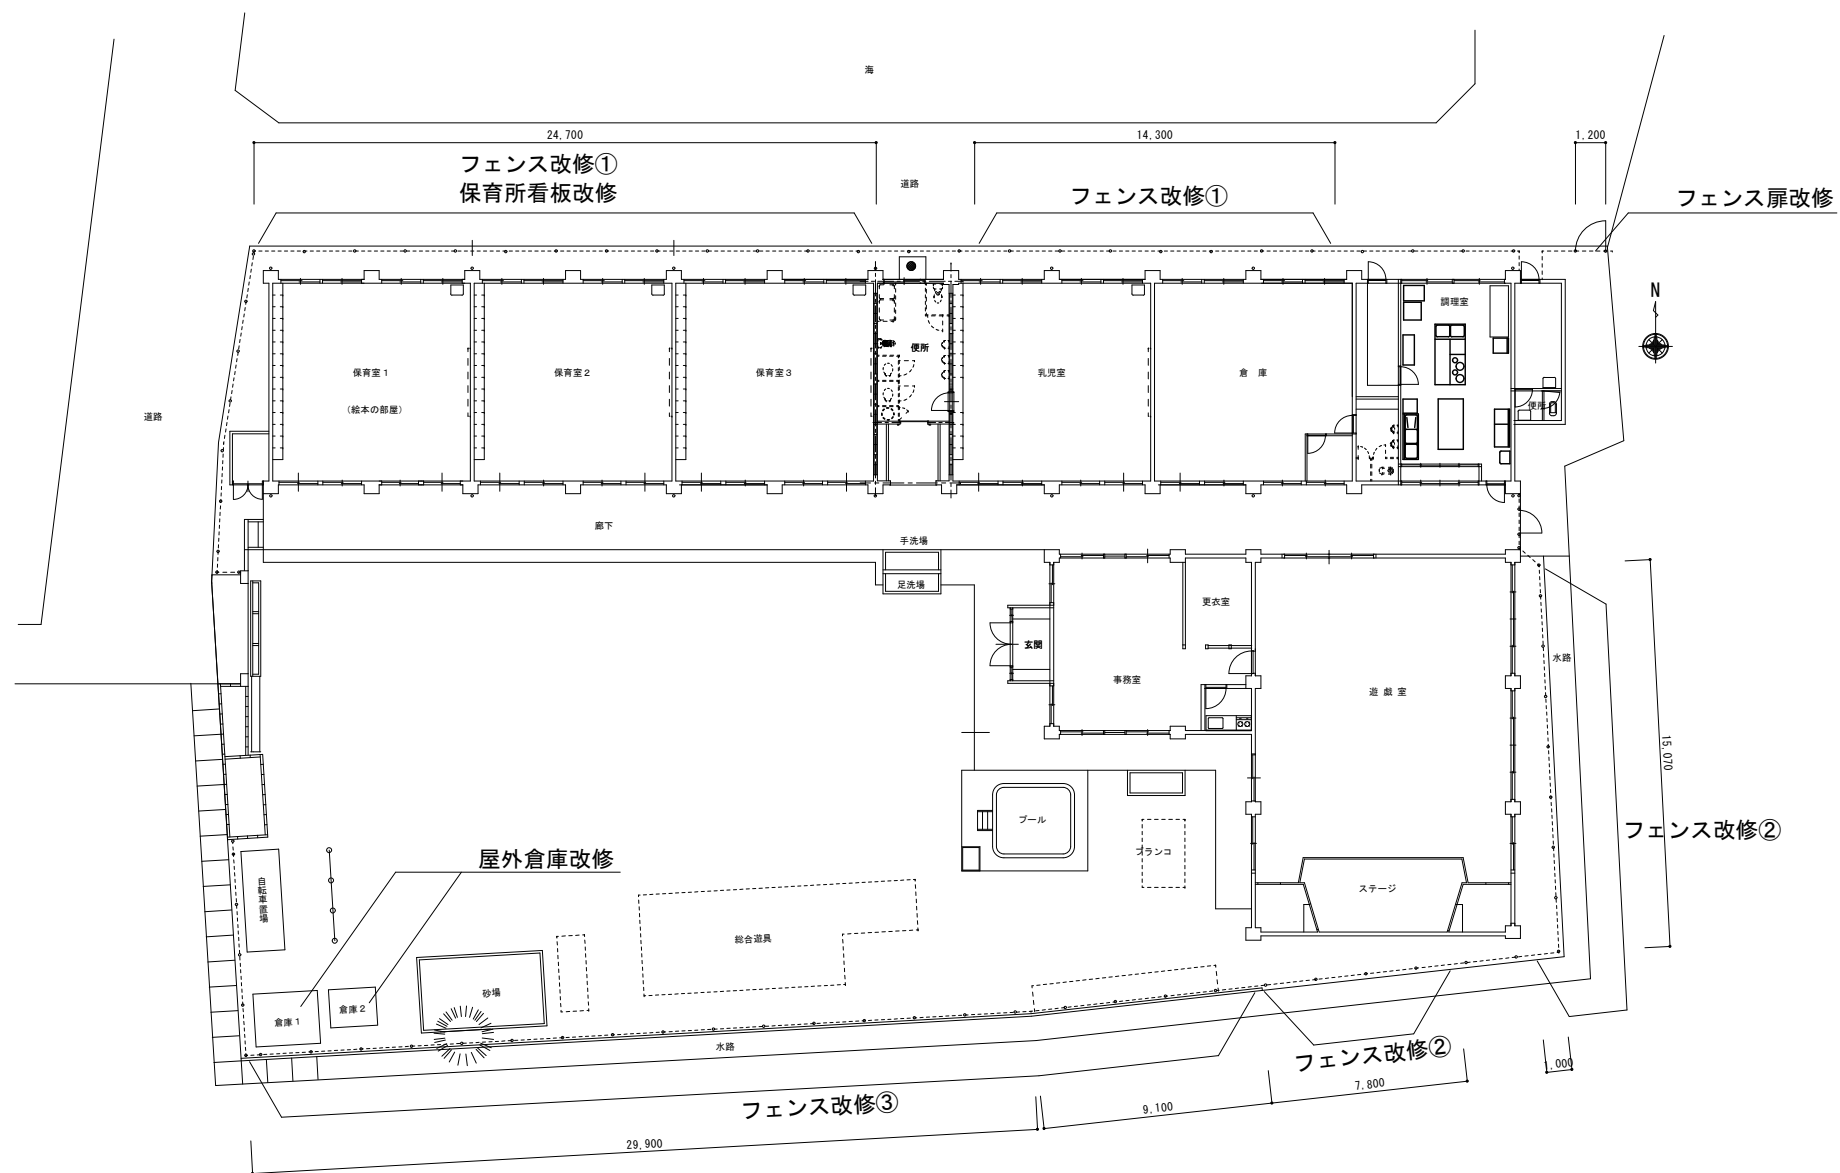 海
24,700
14,300
1,200
フェンス改修①
保育所看板改修
道路
フェンス改修①
フェンス扉改修
N
調理室
便所
保育室１
保育室２
保育室３
乳児室
倉 庫
（絵本の部屋）
便所
道路
廊下
手洗場
足洗場
更衣室
玄関
水路
事務室
遊 戯 室
15,070
プール
フェンス改修②
ブランコ
屋外倉庫改修
自転車置場
ステージ
総合遊具
砂場
倉庫２
倉庫１
水路
フェンス改修②
1,000
7,800
フェンス改修③
9,100
29,900